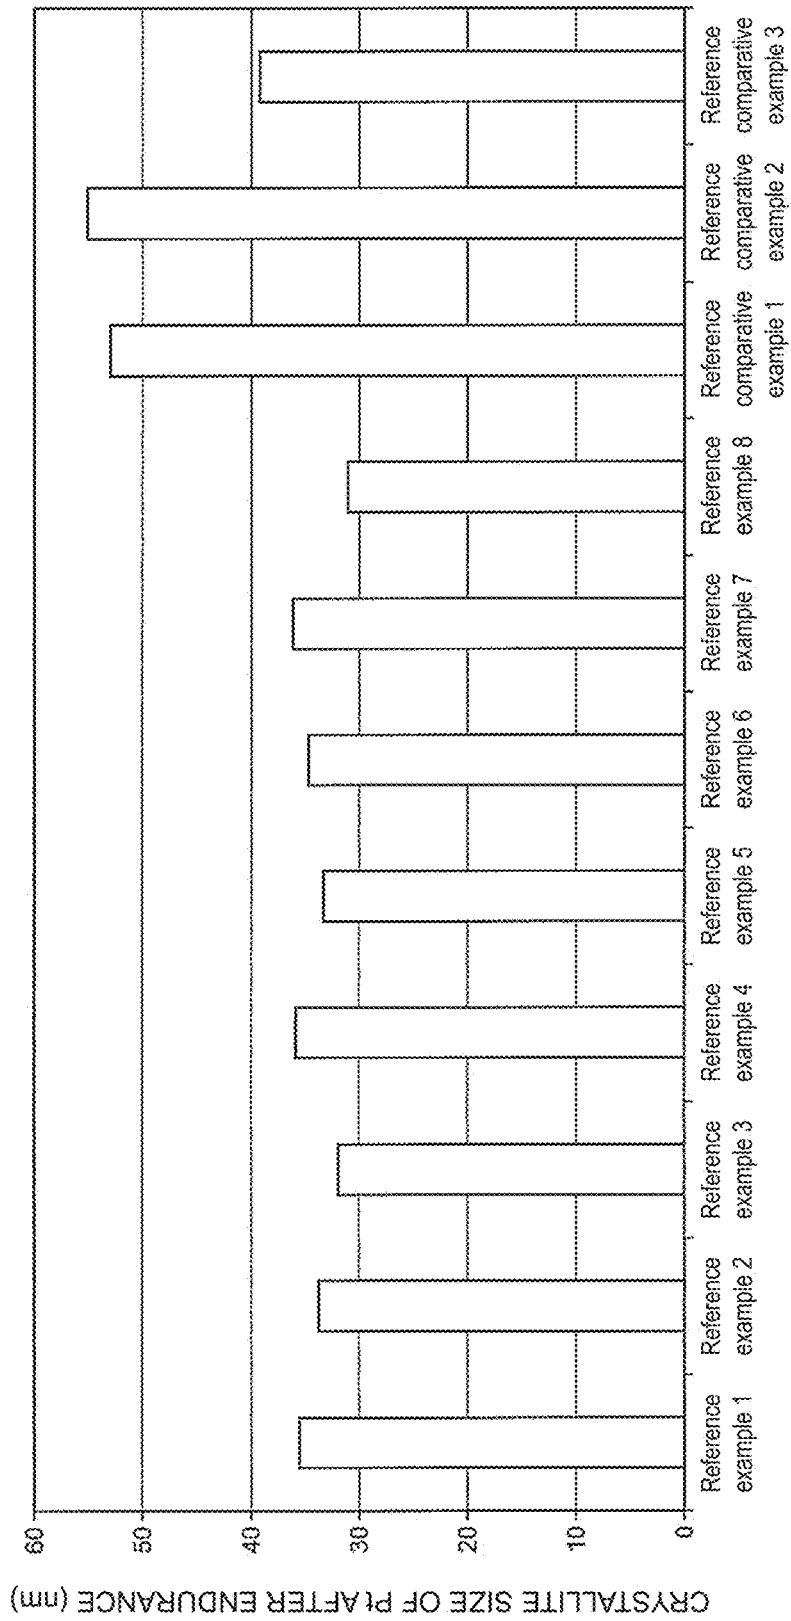 CRYSTALLITE SIZE OF Pt AFTER ENDURANCE (nm)
60
50
40
30
20
10
0
Reference
example 1
Reference
example 2
Reference
example 3
Reference
example 4
Reference
example 5
Reference
example 6
Reference
example 7
Reference
example 8
Reference
comparative
example 1
Reference
comparative
example 2
Reference
comparative
example 3